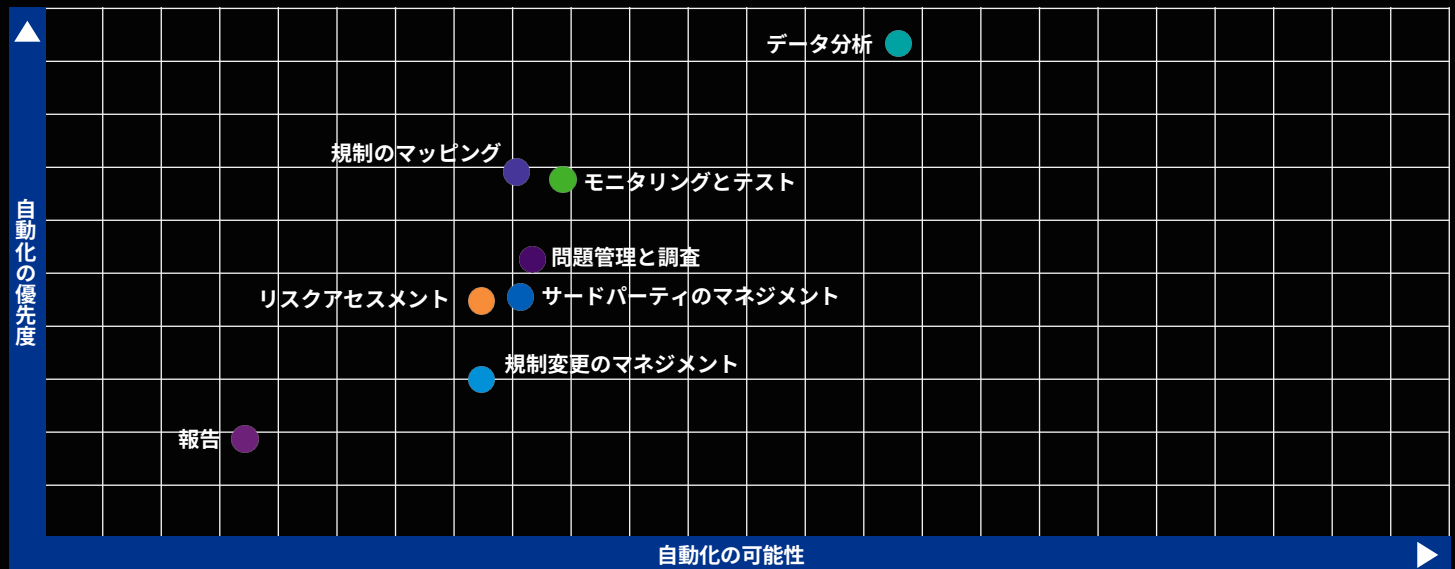 データ分析
規制のマッピング
モニタリングとテスト
問題管理と調査
リスクアセスメント
サードパーティのマネジメント
規制変更のマネジメント
報告
自動化の優先度
自動化の可能性